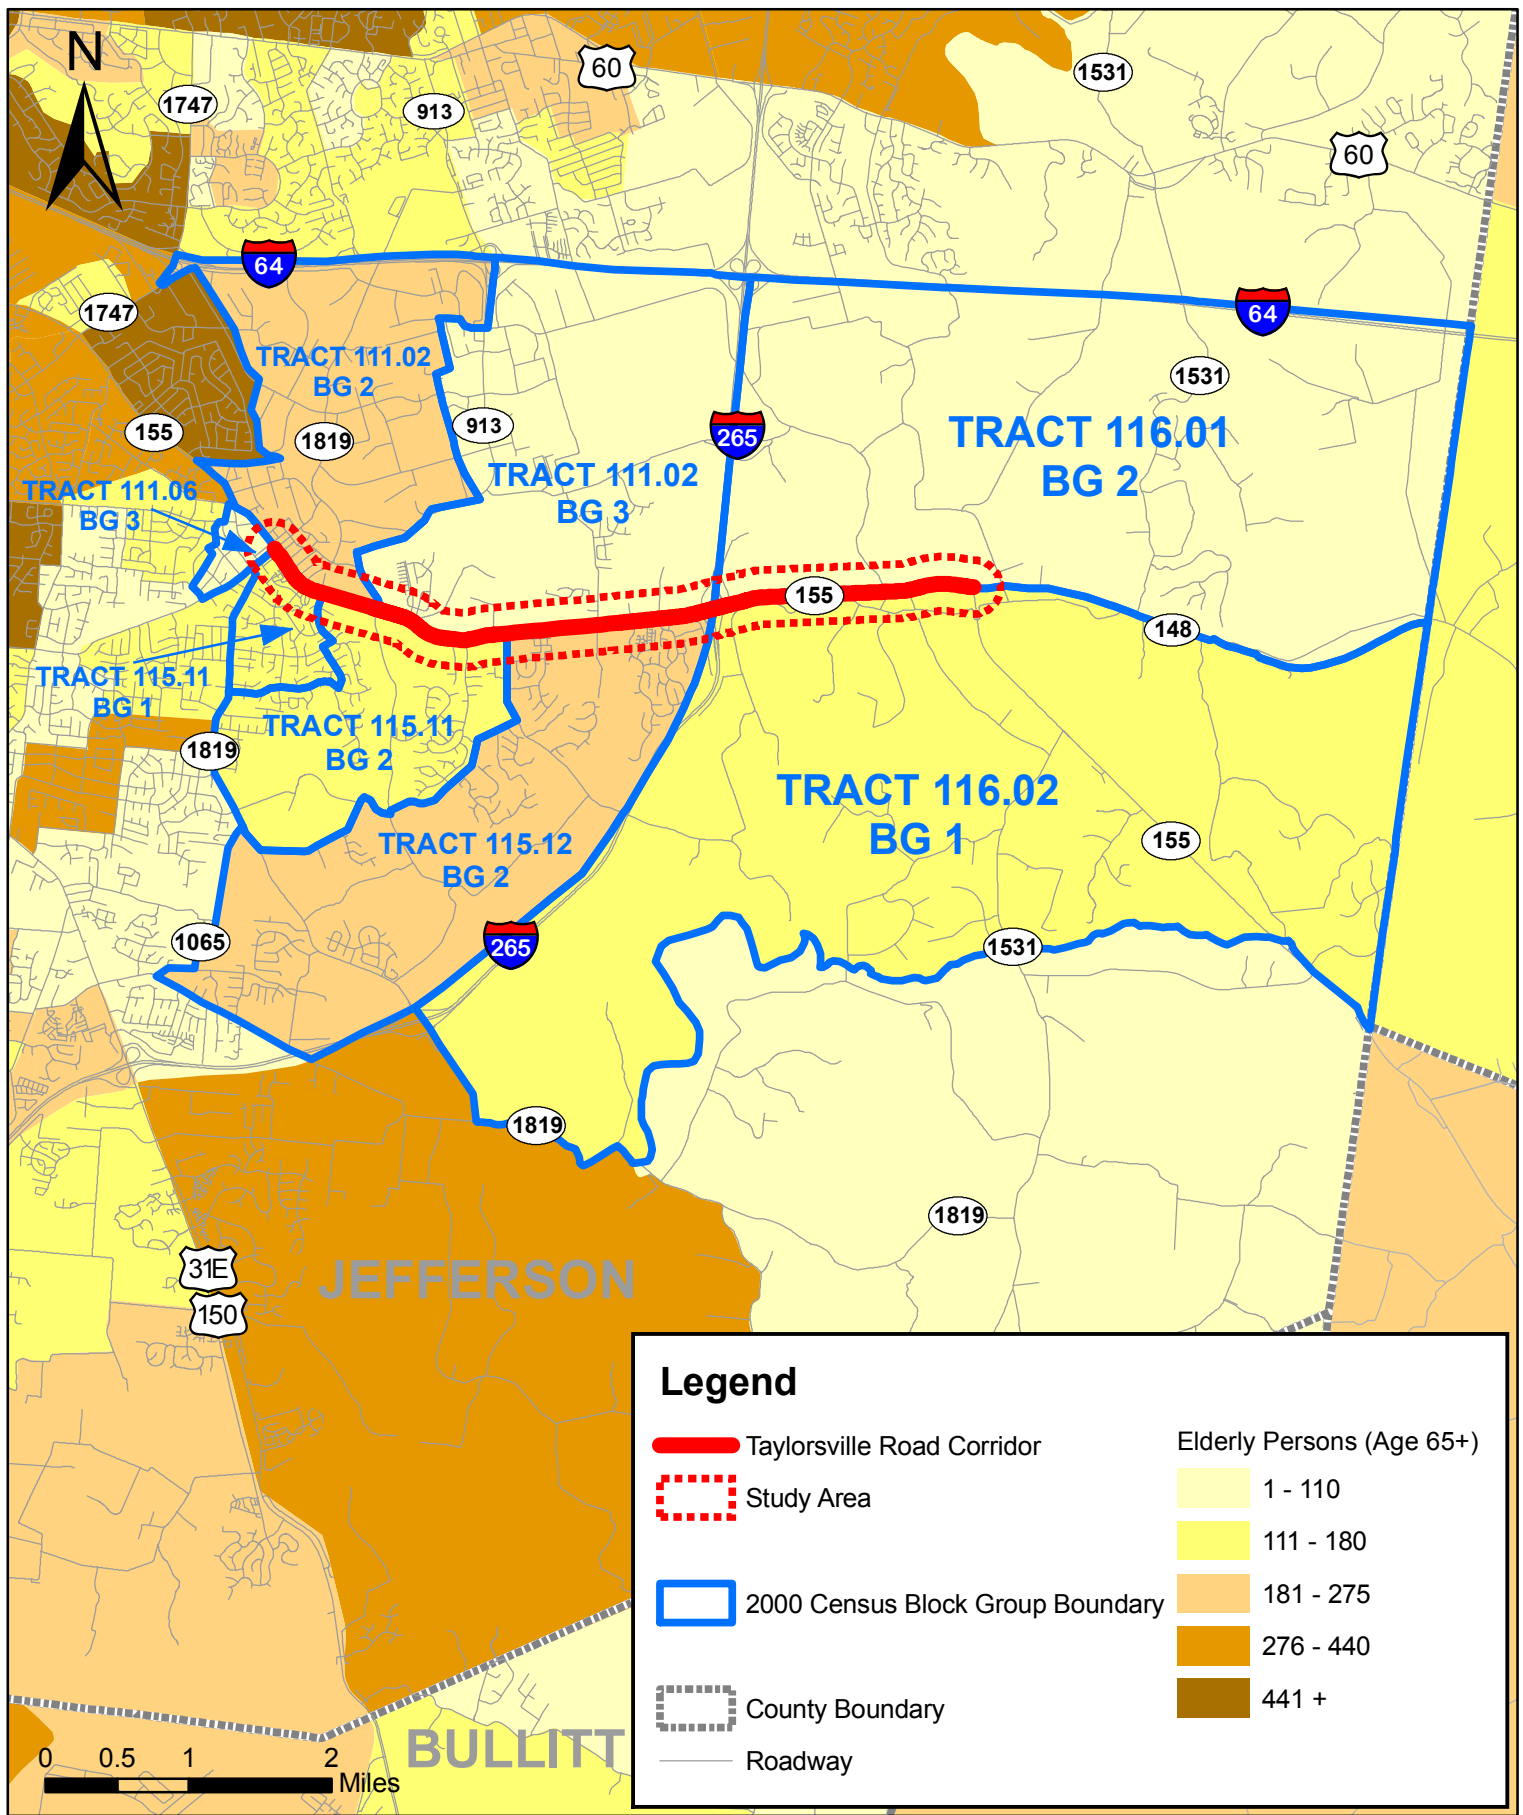 N
60
1531
1747
913
60
64
1747
64
TRACT 111.02
BG 2
1531
155
1819
913
265
TRACT 116.01
BG 2
TRACT 111.02
BG 3
TRACT 111.06
BG 3
155
148
TRACT 115.11
BG 1
TRACT 115.11
BG 2
1819
TRACT 116.02
BG 1
TRACT 115.12
BG 2
155
1065
265
1531
1819
1819
31E
150
JEFFERSON
Legend
Taylorsville Road Corridor
Study Area
2000 Census Block Group Boundary
County Boundary
Roadway
Elderly Persons (Age 65+)
1 - 110
111 - 180
181 - 275
276 - 440
441 +
BULLITT
0 0.5 1 2
Miles